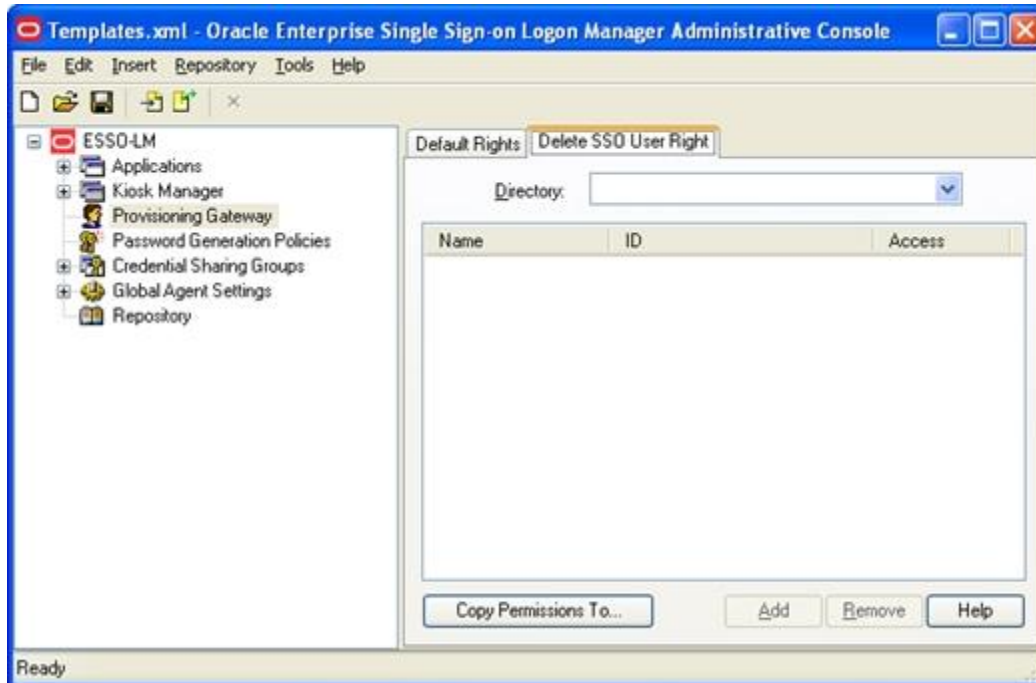 Templates.xml - Oracle Enterprise Single Sign-on Logon Manager Administrative Console
File Edit Insert Repository Tools Help
ESSO-LM
Applications
Kiosk Manager
Provisioning Gateway
Password Generation Policies
Credential Sharing Groups
Global Agent Settings
Repository
Default Rights Delete SSO User Right
Directory:
Name ID Access
Copy Permissions To... Add Remove Help
Ready